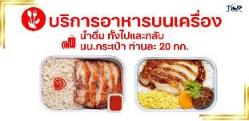 บริการอาหารบนเครื่อง
น้ำดื่ม ทั้งไปและกลับ
นน.กระเป๋า ท่านละ 20 กก.